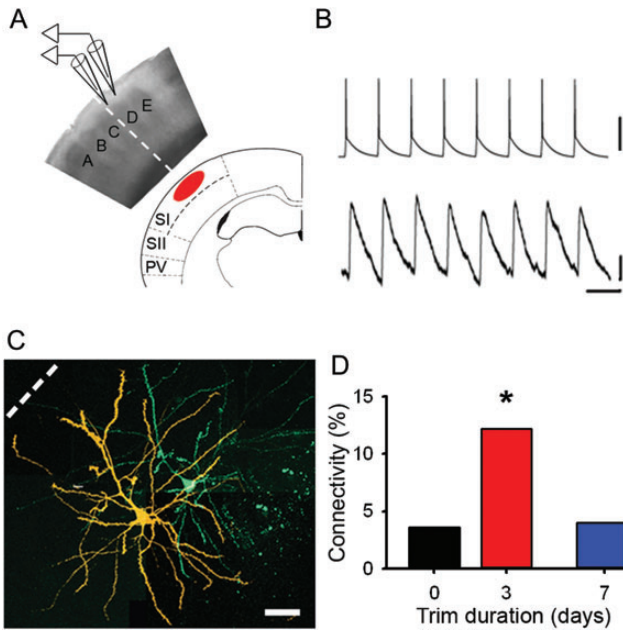 A
A
B
C
D
E
SI
SII
PV
B
C
D
Connectivity (%)
15
10
5
0
*
0 3 7
Trim duration (days)